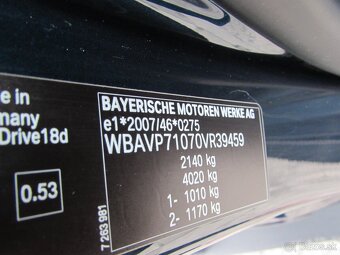 BAYERISCHE MOTOREN WERKE AG
e1*2007/46*0275
WBAVP71070VR39459
2140 kg
4020 kg
1- 1010 kg
2- 1170 kg
e in
many
Drive18d
0.53
7 263 981